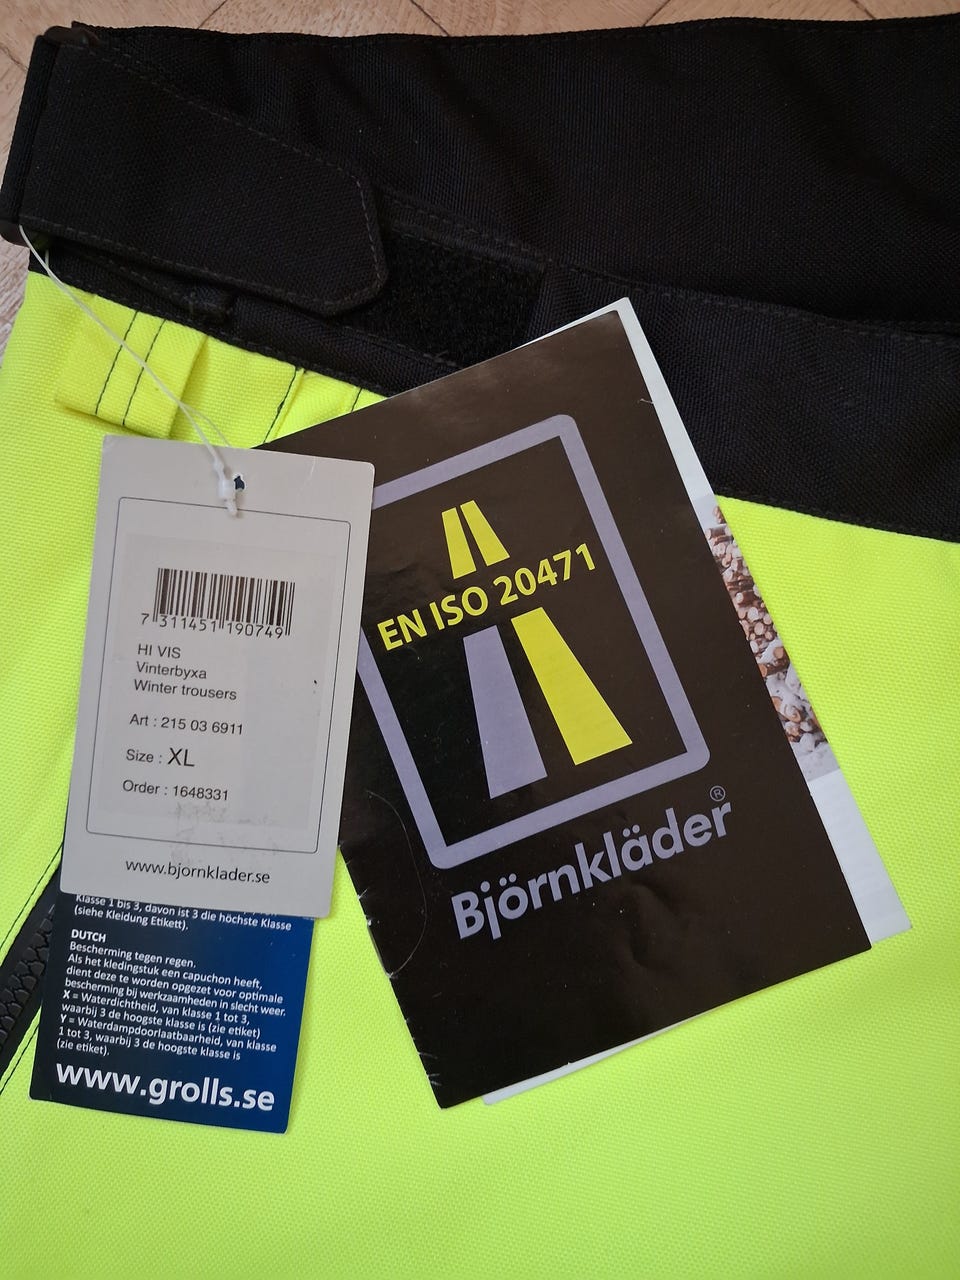 7 311451 190749
HI VIS
Vinterbyxa
Winter trousers
Art : 215 03 6911
Size : XL
Order : 1648331
www.bjornklader.se
EN ISO 20471
Björnkläder®
Klasse 1 bis 3, davon ist 3 die höchste Klasse
(siehe Kleidung Etikett).
DUTCH
Bescherming tegen regen.
Als het kledingstuk een capuchon heeft,
dient deze te worden opgezet voor optimale
bescherming bij werkzaamheden in slecht weer.
X = Waterdichtheid, van klasse 1 tot 3,
waarbij 3 de hoogste klasse is (zie etiket)
Y = Waterdampdoorlaatbaarheid, van klasse
1 tot 3, waarbij 3 de hoogste klasse is
(zie etiket).
www.grolls.se